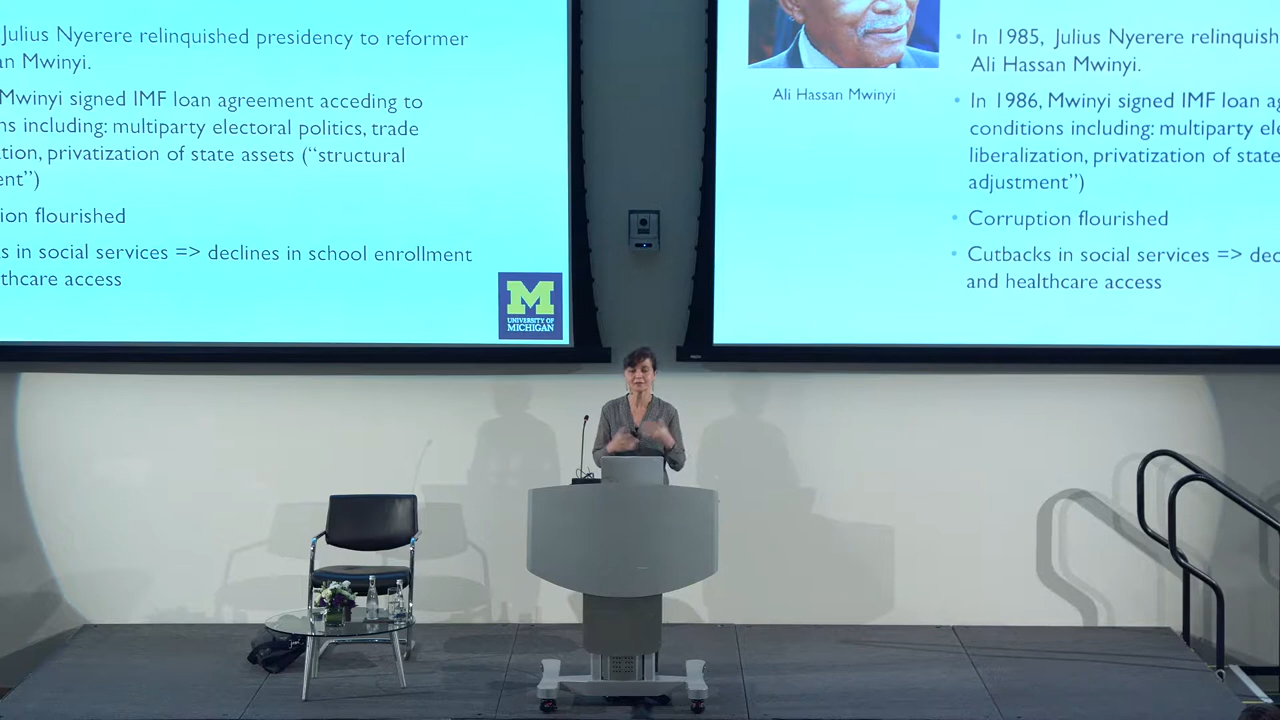 Julius Nyerere relinquished presidency to reformer
an Mwinyi.
Mwinyi signed IMF loan agreement acceding to
ns including: multiparty electoral politics, trade
tion, privatization of state assets (“structural
ent”)
ion flourished
s in social services => declines in school enrollment
lthcare access
M
UNIVERSITY OF
MICHIGAN
Ali Hassan Mwinyi
• In 1985, Julius Nyerere relinquish
Ali Hassan Mwinyi.
• In 1986, Mwinyi signed IMF loan ag
conditions including: multiparty ele
liberalization, privatization of state
adjustment”)
• Corruption flourished
• Cutbacks in social services => dec
and healthcare access